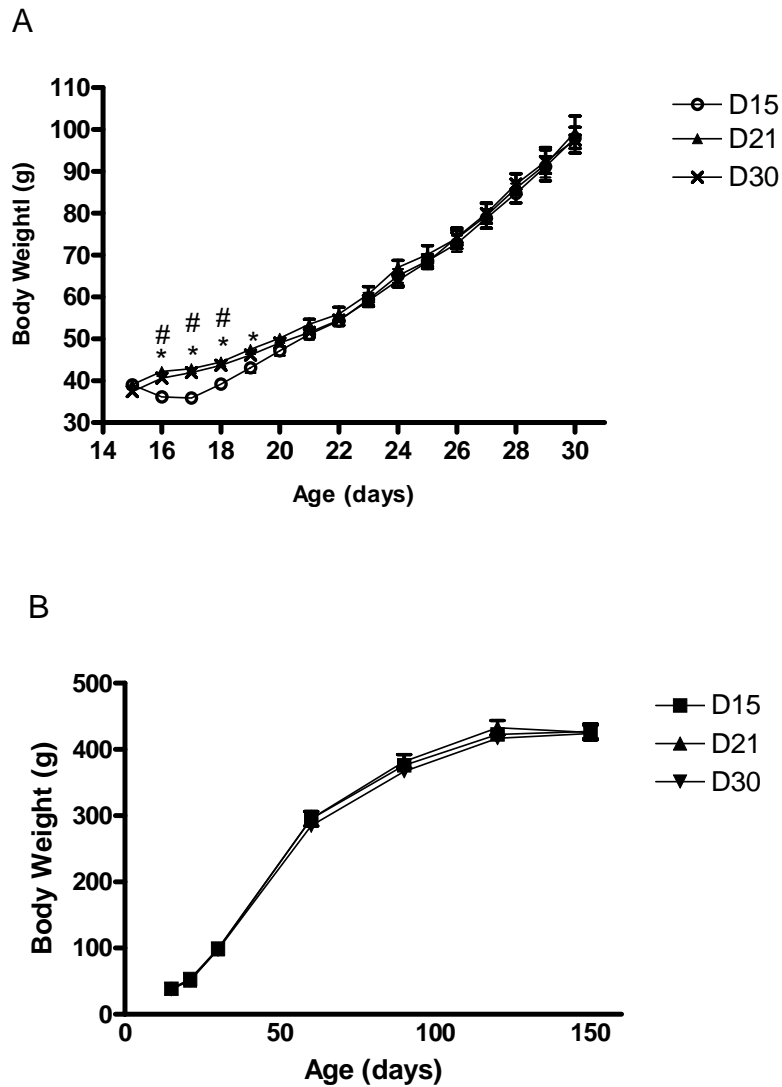 A
110
100
90
80
70
60
50
40
30
Body Weightl (g)
# # #
* * * *
14 16 18 20 22 24 26 28 30
Age (days)
D15
D21
D30
B
500
400
300
200
100
0
Body Weight (g)
0 50 100 150
Age (days)
D15
D21
D30